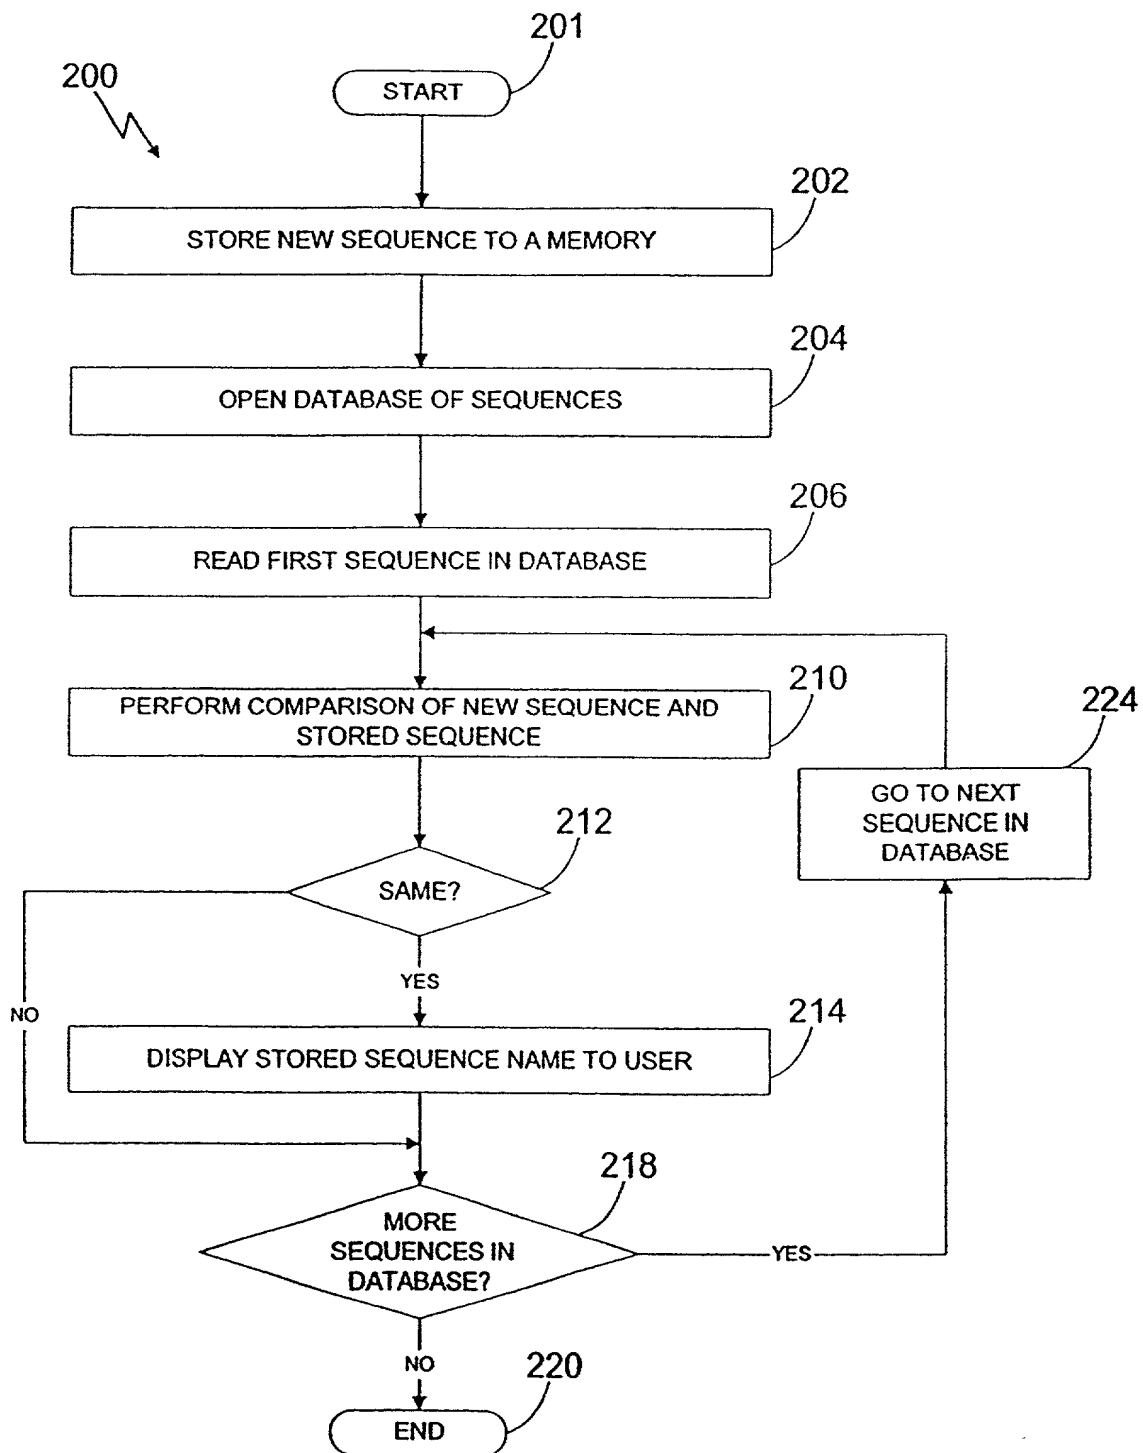 201
200
START
202
STORE NEW SEQUENCE TO A MEMORY
204
OPEN DATABASE OF SEQUENCES
206
READ FIRST SEQUENCE IN DATABASE
210
PERFORM COMPARISON OF NEW SEQUENCE AND
STORED SEQUENCE
224
GO TO NEXT
SEQUENCE IN
DATABASE
212
SAME?
YES
NO
214
DISPLAY STORED SEQUENCE NAME TO USER
218
MORE
SEQUENCES IN
DATABASE?
YES
NO
220
END